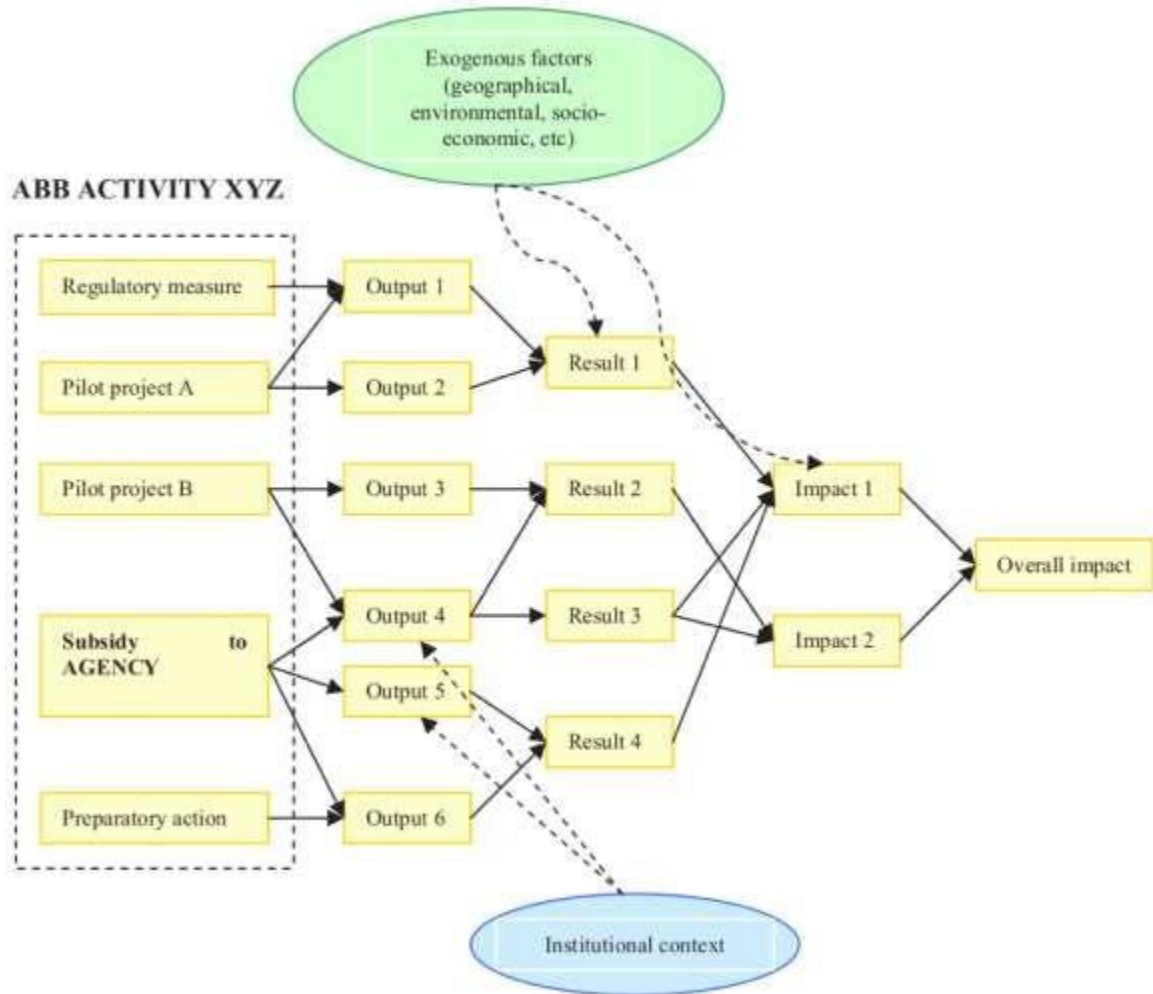 Exogenous factors
(geographical,
environmental, socio-
economic, etc)
ABB ACTIVITY XYZ
Regulatory measure
Output 1
Result 1
Pilot project A
Output 2
Pilot project B
Output 3
Result 2
Impact 1
Overall impact
Subsidy to
AGENCY
Output 4
Result 3
Impact 2
Output 5
Result 4
Preparatory action
Output 6
Institutional context